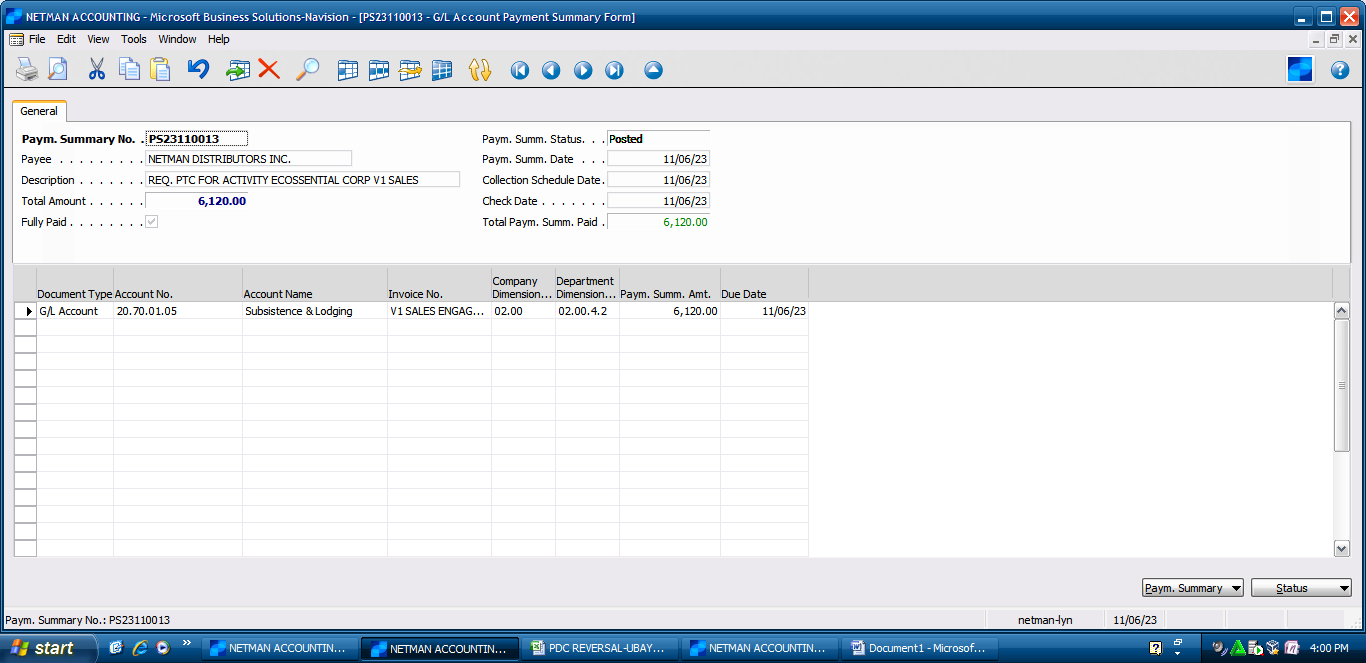 NETMAN ACCOUNTING - Microsoft Business Solutions-Navision - [PS23110013 - G/L Account Payment Summary Form]
File Edit View Tools Window Help
General
Paym. Summary No. . PS23110013 Paym. Summ. Status. . . Posted
Payee . . . . . . . . . NETMAN DISTRIBUTORS INC. Paym. Summ. Date . . . 11/06/23
Description . . . . . . . REQ. PTC FOR ACTIVITY ECOSSENTIAL CORP V1 SALES Collection Schedule Date. 11/06/23
Total Amount . . . . . . 6,120.00 Check Date . . . . . . . 11/06/23
Fully Paid . . . . . . . . Total Paym. Summ. Paid . 6,120.00
Company Department
Document Type Account No. Account Name Invoice No. Dimension... Dimension... Paym. Summ. Amt. Due Date
G/L Account 20.70.01.05 Subsistence & Lodging V1 SALES ENGAG... 02.00 02.00.4.2 6,120.00 11/06/23
Paym. Summary Status
Paym. Summary No.: PS23110013 netman-lyn 11/06/23
start NETMAN ACCOUNTIN... NETMAN ACCOUNTIN... PDC REVERSAL-UBAY... NETMAN ACCOUNTIN... Document1 - Microsof... 4:00 PM